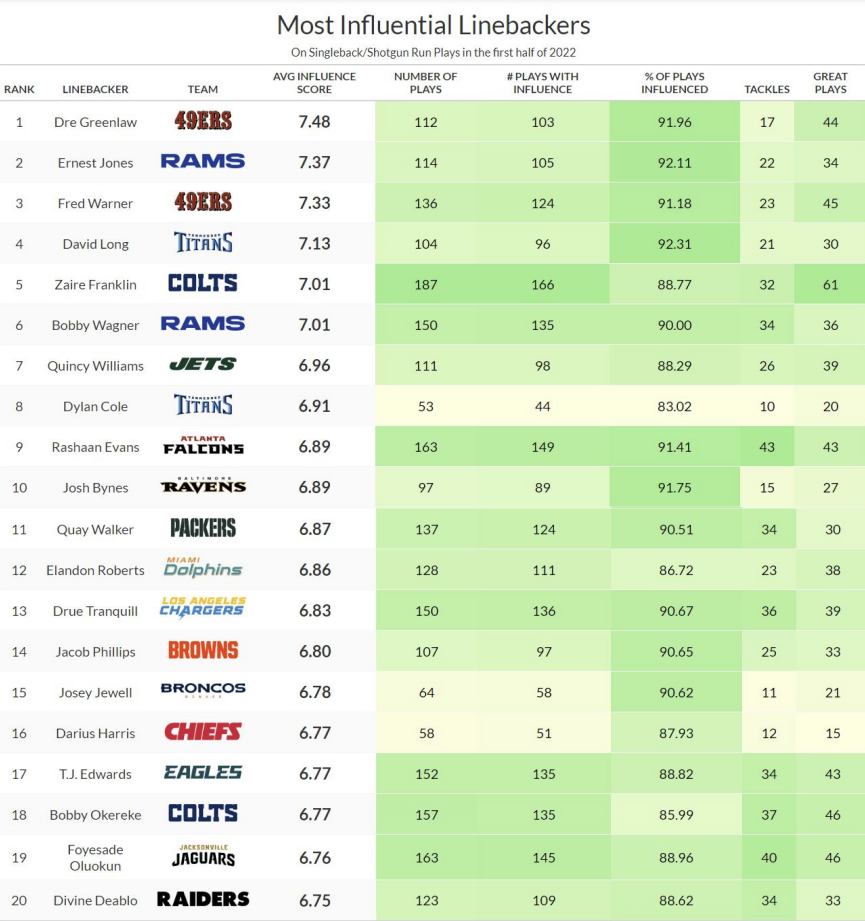 Most Influential Linebackers
On Singleback/Shotgun Run Plays in the first half of 2022
RANK LINEBACKER TEAM AVG INFLUENCE SCORE NUMBER OF PLAYS # PLAYS WITH INFLUENCE % OF PLAYS INFLUENCED TACKLES GREAT PLAYS
1 Dre Greenlaw 49ERS 7.48 112 103 91.96 17 44
2 Ernest Jones RAMS 7.37 114 105 92.11 22 34
3 Fred Warner 49ERS 7.33 136 124 91.18 23 45
4 David Long TENNESSEE TITANS 7.13 104 96 92.31 21 30
5 Zaire Franklin COLTS 7.01 187 166 88.77 32 61
6 Bobby Wagner RAMS 7.01 150 135 90.00 34 36
7 Quincy Williams JETS 6.96 111 98 88.29 26 39
8 Dylan Cole TENNESSEE TITANS 6.91 53 44 83.02 10 20
9 Rashaan Evans ATLANTA FALCONS 6.89 163 149 91.41 43 43
10 Josh Bynes BALTIMORE RAVENS 6.89 97 89 91.75 15 27
11 Quay Walker PACKERS 6.87 137 124 90.51 34 30
12 Elandon Roberts MIAMI Dolphins 6.86 128 111 86.72 23 38
13 Drue Tranquill LOS ANGELES CHARGERS 6.83 150 136 90.67 36 39
14 Jacob Phillips BROWNS 6.80 107 97 90.65 25 33
15 Josey Jewell BRONCOS 6.78 64 58 90.62 11 21
16 Darius Harris CHIEFS 6.77 58 51 87.93 12 15
17 T.J. Edwards EAGLES 6.77 152 135 88.82 34 43
18 Bobby Okereke COLTS 6.77 157 135 85.99 37 46
19 Foyesade Oluokun JACKSONVILLE JAGUARS 6.76 163 145 88.96 40 46
20 Divine Deablo RAIDERS 6.75 123 109 88.62 34 33